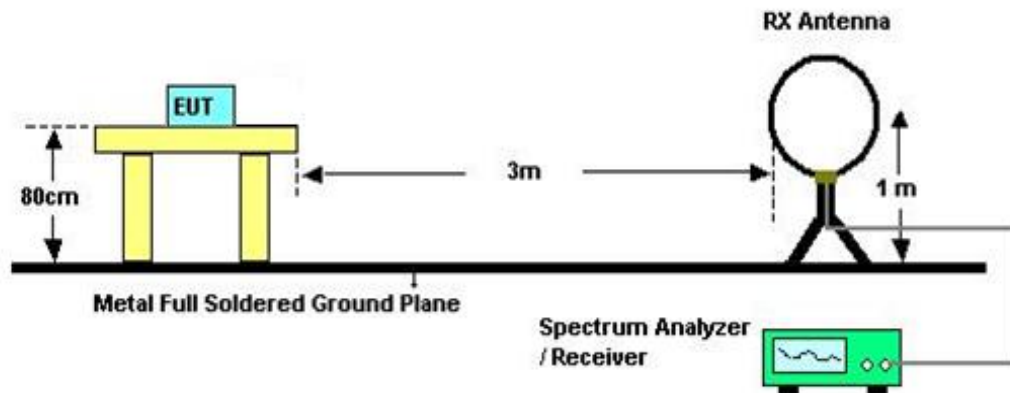 RX Antenna
EUT
3m
80cm
1 m
Metal Full Soldered Ground Plane
Spectrum Analyzer
/ Receiver